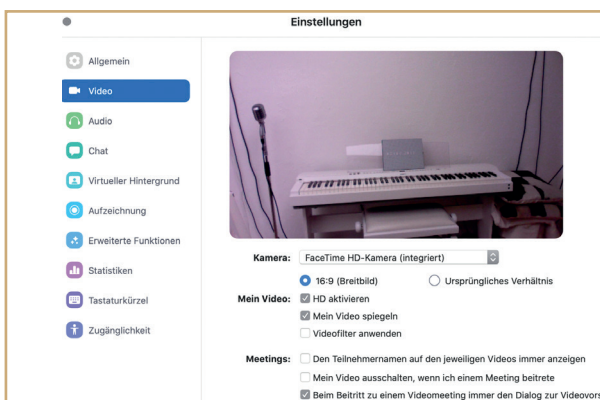 Einstellungen
Allgemein
Video
Audio
Chat
Virtueller Hintergrund
Aufzeichnung
Erweiterte Funktionen
Statistiken
Tastaturkürzel
Zugänglichkeit
Kamera: FaceTime HD-Kamera (integriert)
16:9 (Breitbild) Ursprüngliches Verhältnis
Mein Video: HD aktivieren
Mein Video spiegeln
Videofilter anwenden
Meetings: Den Teilnehmernamen auf den jeweiligen Videos immer anzeigen
Mein Video ausschalten, wenn ich einem Meeting beitrete
Beim Beitritt zu einem Videomeeting immer den Dialog zur Videovors